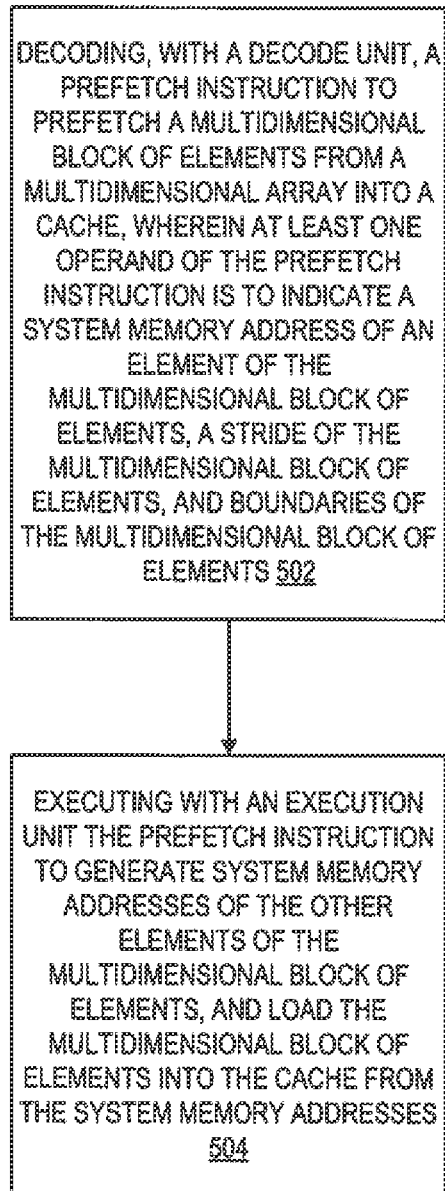 DECODING, WITH A DECODE UNIT, A
PREFETCH INSTRUCTION TO
PREFETCH A MULTIDIMENSIONAL
BLOCK OF ELEMENTS FROM A
MULTIDIMENSIONAL ARRAY INTO A
CACHE, WHEREIN AT LEAST ONE
OPERAND OF THE PREFETCH
INSTRUCTION IS TO INDICATE A
SYSTEM MEMORY ADDRESS OF AN
ELEMENT OF THE
MULTIDIMENSIONAL BLOCK OF
ELEMENTS, A STRIDE OF THE
MULTIDIMENSIONAL BLOCK OF
ELEMENTS, AND BOUNDARIES OF
THE MULTIDIMENSIONAL BLOCK OF
ELEMENTS 502
EXECUTING WITH AN EXECUTION
UNIT THE PREFETCH INSTRUCTION
TO GENERATE SYSTEM MEMORY
ADDRESSES OF THE OTHER
ELEMENTS OF THE
MULTIDIMENSIONAL BLOCK OF
ELEMENTS, AND LOAD THE
MULTIDIMENSIONAL BLOCK OF
ELEMENTS INTO THE CACHE FROM
THE SYSTEM MEMORY ADDRESSES
504